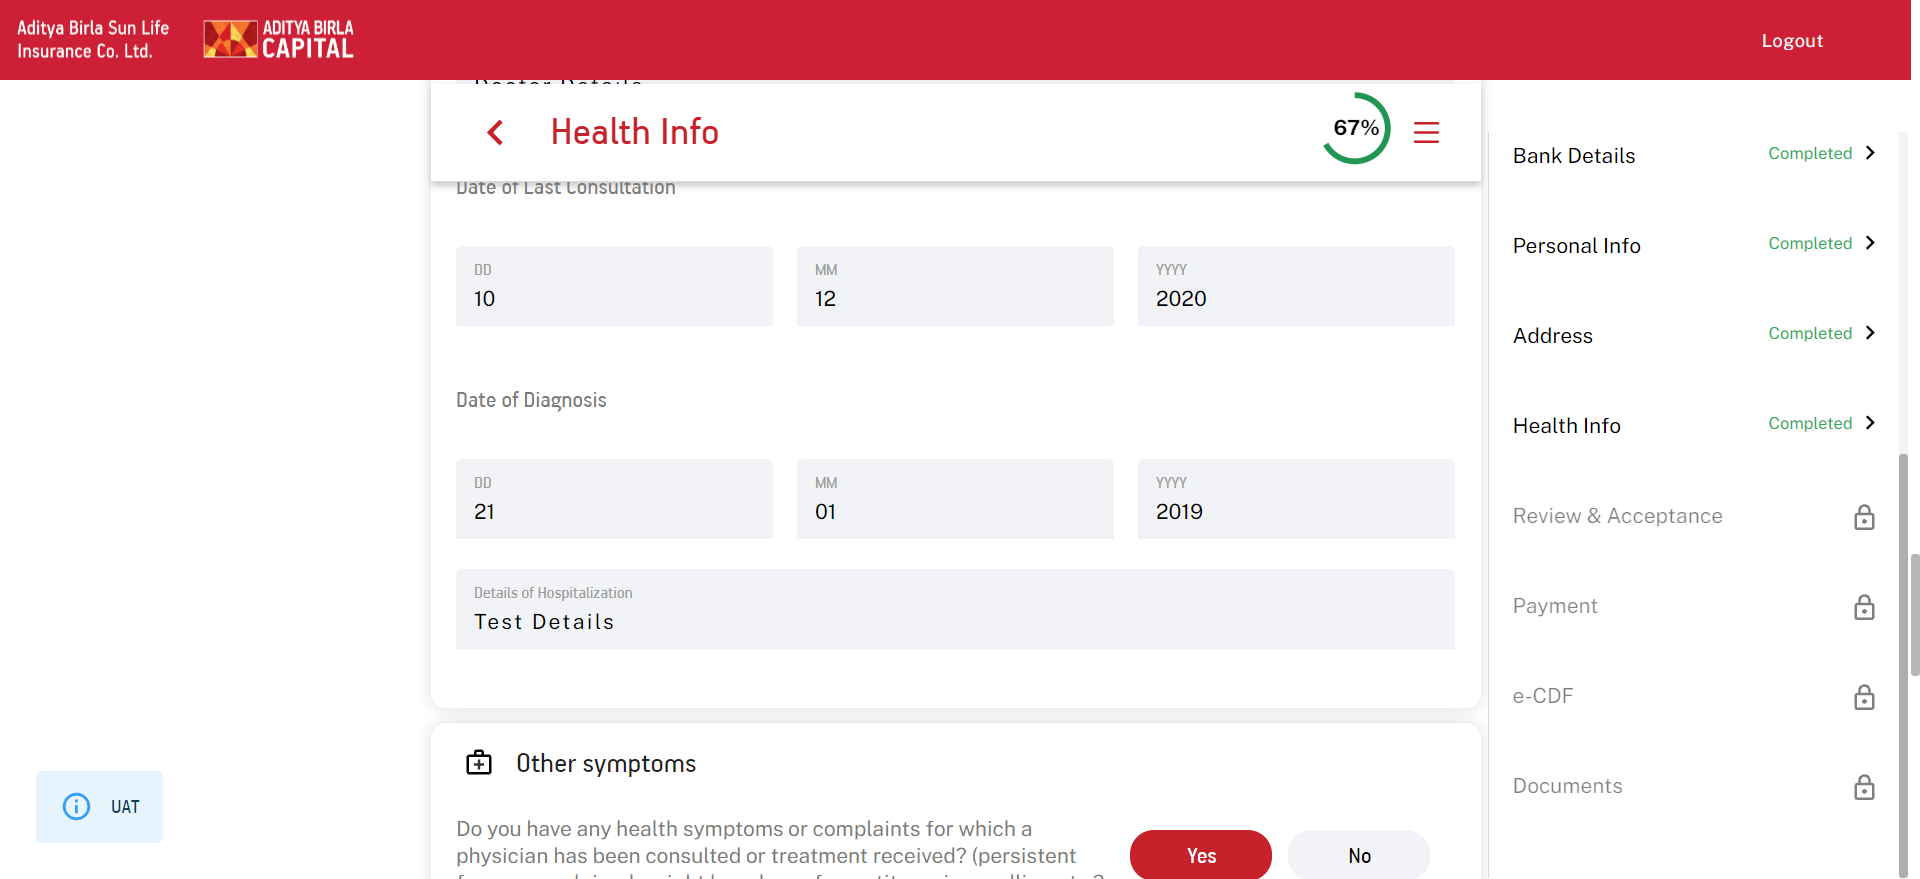 Aditya Birla Sun Life
Insurance Co. Ltd.
ADITYA BIRLA
CAPITAL
Logout
Doctor Details
Health Info
67%
Date of Last Consultation
DD
10
MM
12
YYYY
2020
Date of Diagnosis
DD
21
MM
01
YYYY
2019
Details of Hospitalization
Test Details
Other symptoms
Do you have any health symptoms or complaints for which a
physician has been consulted or treatment received? (persistent
Yes
No
Bank Details
Completed
Personal Info
Completed
Address
Completed
Health Info
Completed
Review & Acceptance
Payment
e-CDF
Documents
UAT